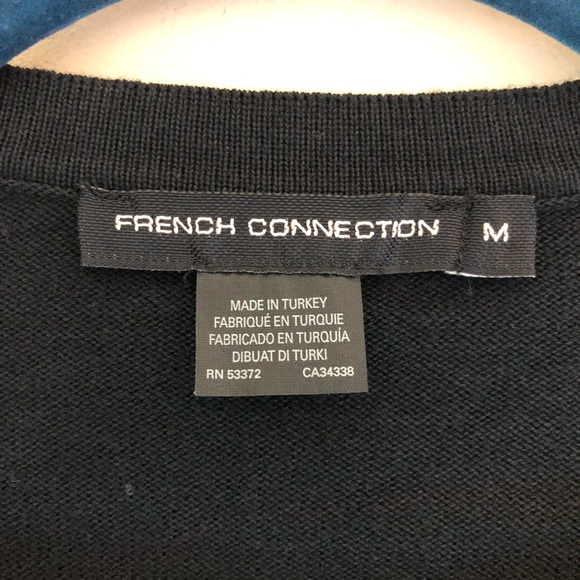 FRENCH CONNECTION M
MADE IN TURKEY
FABRIQUÉ EN TURQUIE
FABRICADO EN TURQUÍA
DIBUAT DI TURKI
RN 53372 CA34338